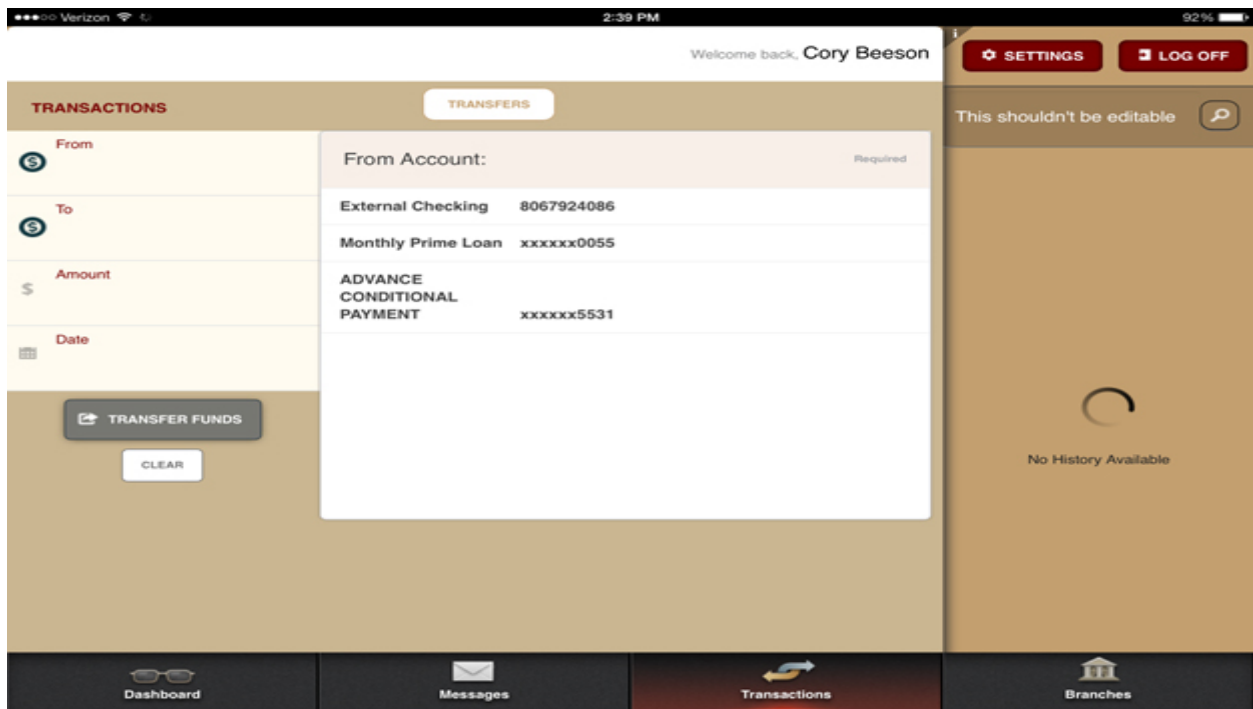 Verizon 2:39 PM 92%
Welcome back, Cory Beeson
SETTINGS LOG OFF
TRANSACTIONS
TRANSFERS
This shouldn't be editable
From
To
Amount
Date
TRANSFER FUNDS
CLEAR
From Account: Required
External Checking 8067924086
Monthly Prime Loan xxxxxx0055
ADVANCE
CONDITIONAL
PAYMENT xxxxxx5531
No History Available
Dashboard
Messages
Transactions
Branches